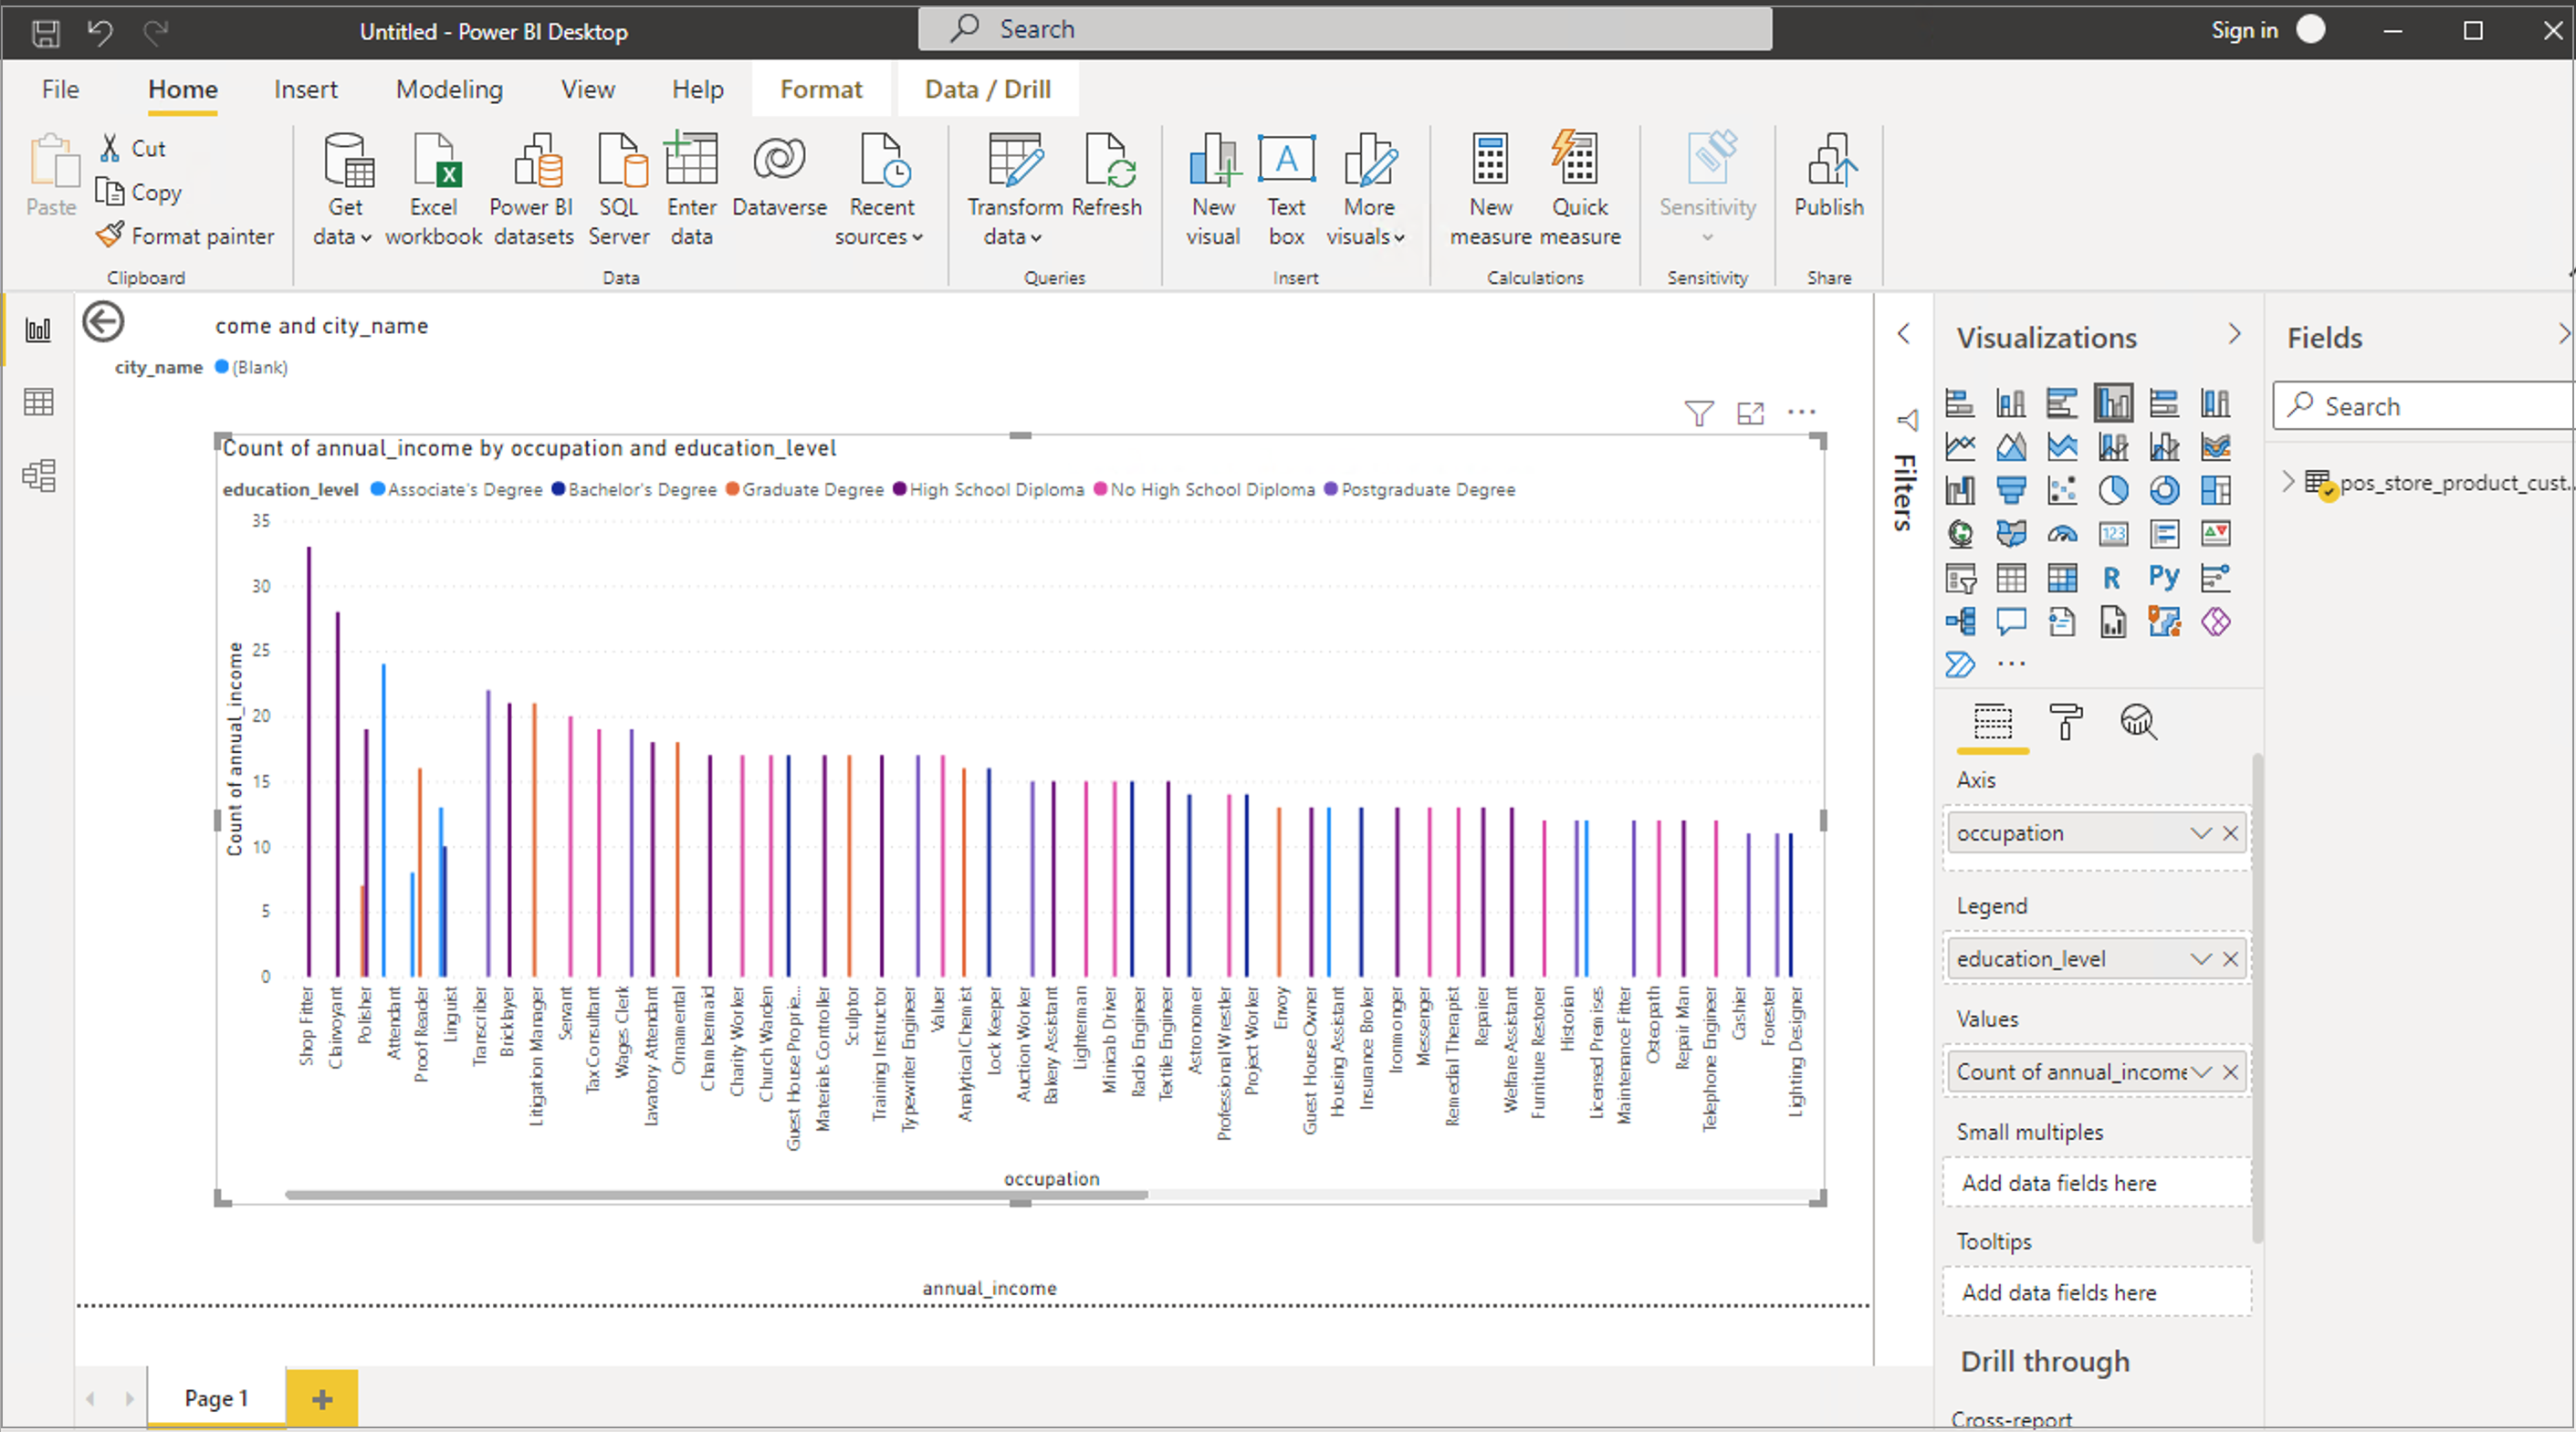 Untitled - Power BI Desktop
Search
Sign in
File Home Insert Modeling View Help Format Data / Drill
Paste
Cut
Copy
Format painter
Clipboard
Get data
Excel workbook
Power BI datasets
SQL Server
Enter data
Dataverse
Recent sources
Data
Transform data
Refresh
Queries
New visual
Text box
More visuals
Insert
New measure
Quick measure
Calculations
Sensitivity
Sensitivity
Publish
Share
come and city_name
city_name (Blank)
Count of annual_income by occupation and education_level
education_level Associate's Degree Bachelor's Degree Graduate Degree High School Diploma No High School Diploma Postgraduate Degree
Count of annual_income
35
30
25
20
15
10
5
0
Shop Fitter
Clairvoyant
Polisher
Attendant
Proof Reader
Linguist
Transcriber
Bricklayer
Litigation Manager
Servant
Tax Consultant
Wages Clerk
Lavatory Attendant
Ornamental
Chambermaid
Charity Worker
Church Warden
Guest House Proprie...
Materials Controller
Sculptor
Training Instructor
Typewriter Engineer
Valuer
Analytical Chemist
Lock Keeper
Auction Worker
Bakery Assistant
Lighterman
Minicab Driver
Radio Engineer
Textile Engineer
Astronomer
Professional Wrestler
Project Worker
Envoy
Guest House Owner
Housing Assistant
Insurance Broker
Ironmonger
Messenger
Remedial Therapist
Repairer
Welfare Assistant
Furniture Restorer
Historian
Licensed Premises
Maintenance Fitter
Osteopath
Repair Man
Telephone Engineer
Cashier
Forester
Lighting Designer
occupation
annual_income
Page 1
Filters
Visualizations
123
R
Py
Axis
occupation
Legend
education_level
Values
Count of annual_income
Small multiples
Add data fields here
Tooltips
Add data fields here
Drill through
Cross-report
Fields
Search
pos_store_product_cust...